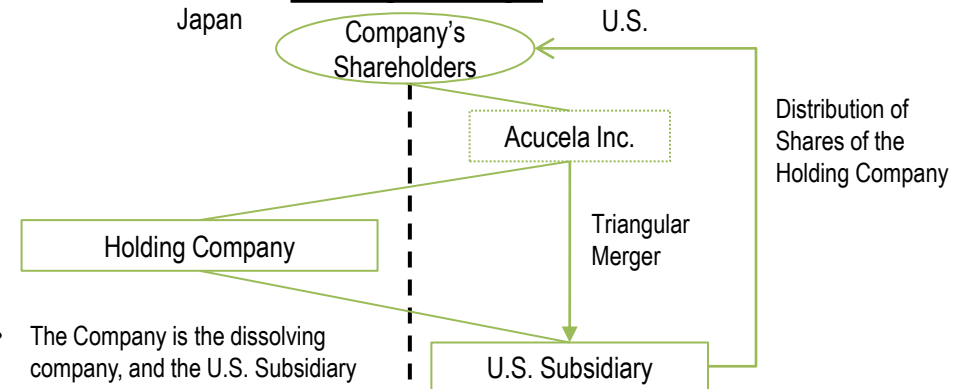 Japan
U.S.
Company's
Shareholders
Distribution of
Shares of the
Holding Company
Acucela Inc.
Triangular
Merger
Holding Company
• The Company is the dissolving
company, and the U.S. Subsidiary
U.S. Subsidiary